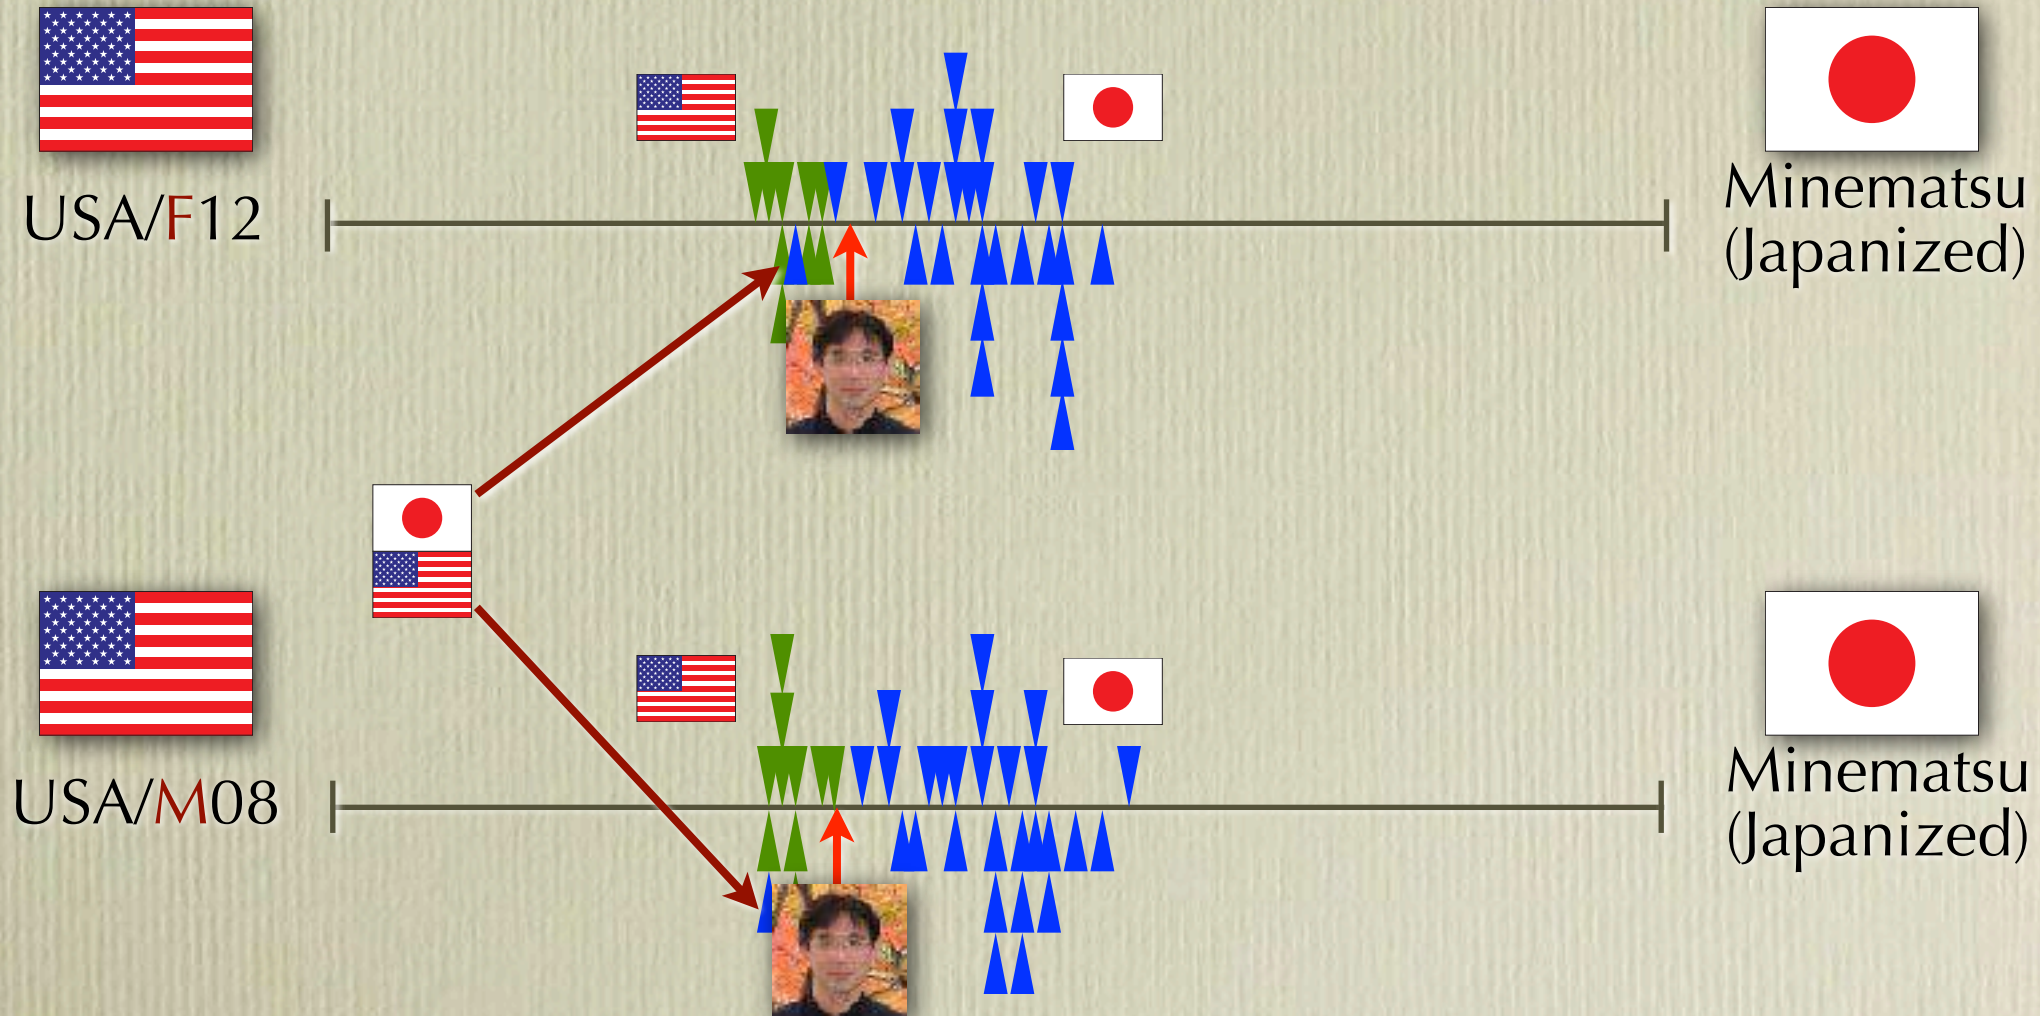 USA/F12
Minematsu
(Japanized)
USA/M08
Minematsu
(Japanized)